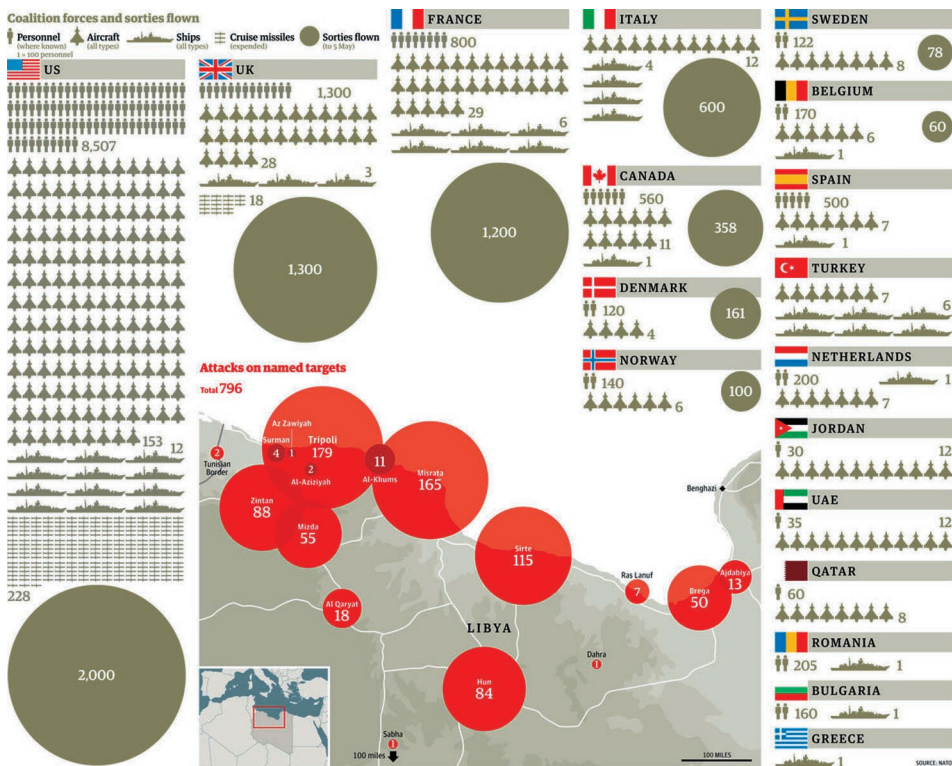 Coalition forces and sorties flown
Personnel
(where known)
1 = 100 personnel
Aircraft
(all types)
Ships
(all types)
Cruise missiles
(expended)
Sorties flown
(to 5 May)
US
8,507
153
12
228
2,000
UK
1,300
28
3
18
1,300
FRANCE
800
29
6
1,200
ITALY
12
4
600
CANADA
560
11
1
358
DENMARK
120
4
161
NORWAY
140
6
100
SWEDEN
122
8
78
BELGIUM
170
6
1
60
SPAIN
500
7
1
TURKEY
7
6
NETHERLANDS
200
1
7
JORDAN
30
12
UAE
35
12
QATAR
60
8
ROMANIA
205
1
BULGARIA
160
1
GREECE
1
SOURCE: NATO
Attacks on named targets
Total 796
2
Tunisian
Border
Az Zawiyah
1
Surman
4
Tripoli
179
2
Al-Aziziyah
11
Al-Khums
Misrata
165
Zintan
88
Mizda
55
Sirte
115
Benghazi
Ras Lanuf
7
Brega
50
Ajdabiya
13
Al Qaryat
18
LIBYA
Hun
84
Dahra
1
Sabha
1
100 miles
100 MILES